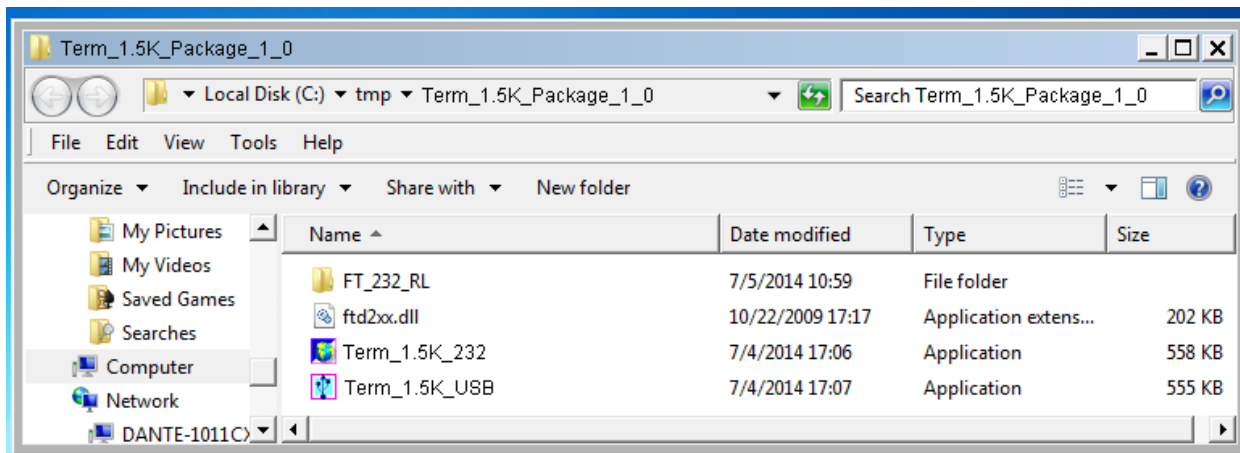 Term_1.5K_Package_1_0
Local Disk (C:) tmp Term_1.5K_Package_1_0 Search Term_1.5K_Package_1_0
File Edit View Tools Help
Organize Include in library Share with New folder
My Pictures Name Date modified Type Size
My Videos FT_232_RL 7/5/2014 10:59 File folder
Saved Games ftd2xx.dll 10/22/2009 17:17 Application extens... 202 KB
Searches Term_1.5K_232 7/4/2014 17:06 Application 558 KB
Computer Term_1.5K_USB 7/4/2014 17:07 Application 555 KB
Network
DANTE-1011C